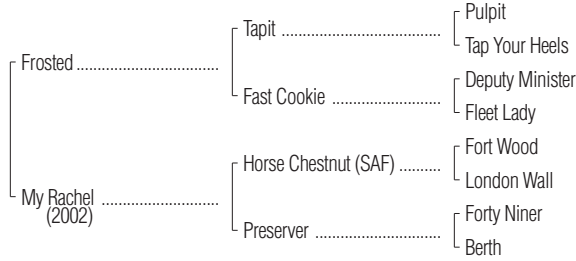 Pulpit
Tapit ..............................................
Tap Your Heels
Frosted .........................................
Deputy Minister
Fast Cookie ................................
Fleet Lady
Fort Wood
Horse Chestnut (SAF) ..........
London Wall
My Rachel ..................................
(2002)
Forty Niner
Preserver ....................................
Berth